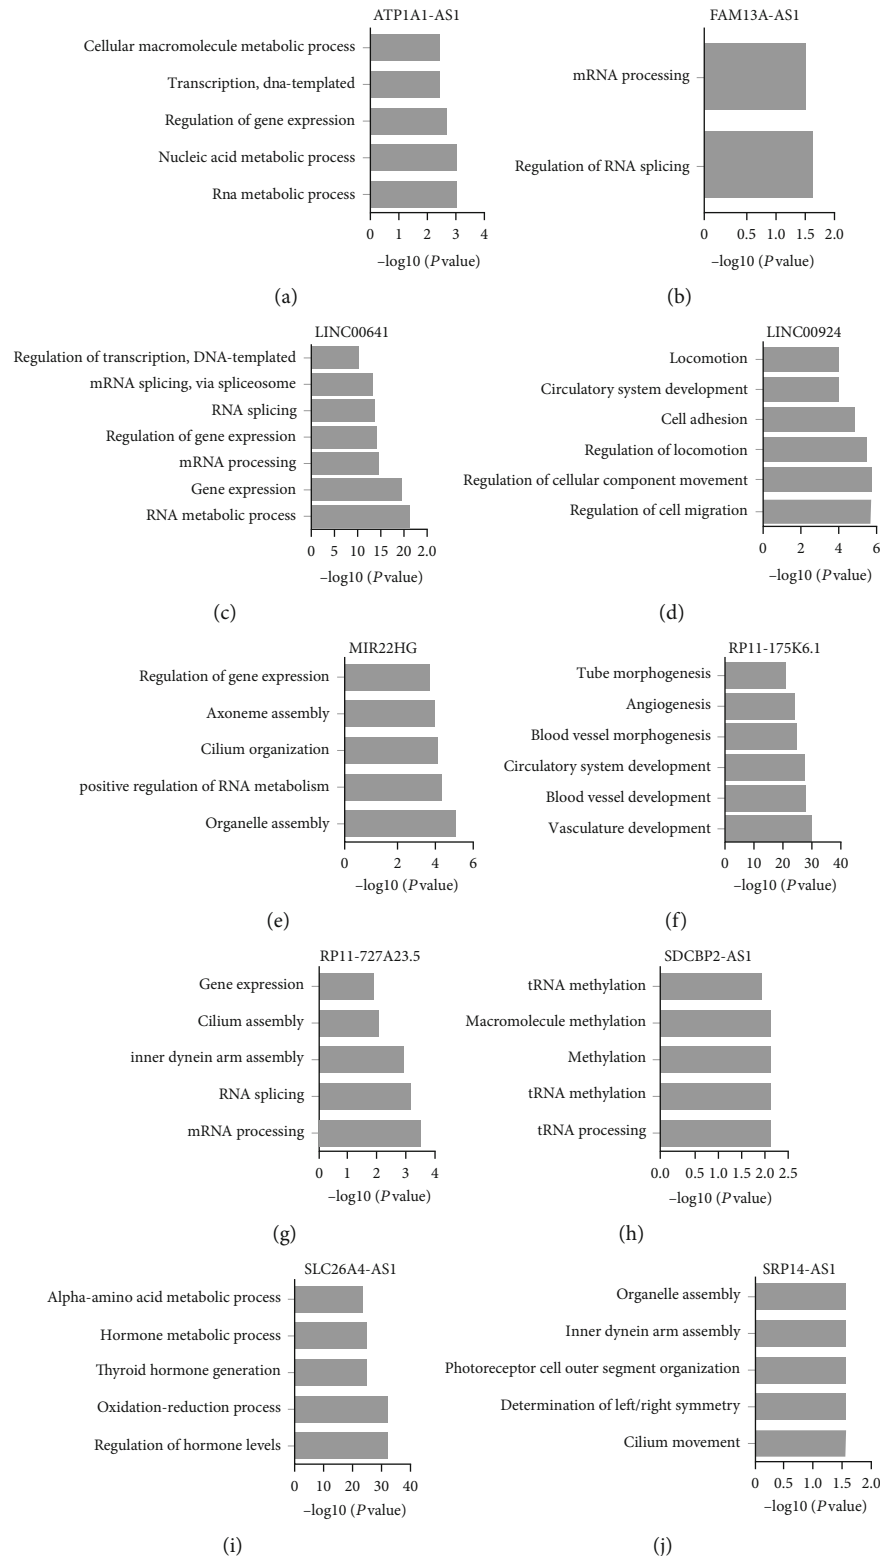 ATP1A1-AS1
Cellular macromolecule metabolic process
Transcription, dna-templated
Regulation of gene expression
Nucleic acid metabolic process
Rna metabolic process
0 1 2 3 4
–log10 (P value)
(a)
FAM13A-AS1
mRNA processing
Regulation of RNA splicing
0 0.5 1.0 1.5 2.0
–log10 (P value)
(b)
LINC00641
Regulation of transcription, DNA-templated
mRNA splicing, via spliceosome
RNA splicing
Regulation of gene expression
mRNA processing
Gene expression
RNA metabolic process
0 5 10 15 20 2.0
–log10 (P value)
(c)
LINC00924
Locomotion
Circulatory system development
Cell adhesion
Regulation of locomotion
Regulation of cellular component movement
Regulation of cell migration
0 2 4 6
–log10 (P value)
(d)
MIR22HG
Regulation of gene expression
Axoneme assembly
Cilium organization
positive regulation of RNA metabolism
Organelle assembly
0 2 4 6
–log10 (P value)
(e)
RP11-175K6.1
Tube morphogenesis
Angiogenesis
Blood vessel morphogenesis
Circulatory system development
Blood vessel development
Vasculature development
0 10 20 30 40
–log10 (P value)
(f)
RP11-727A23.5
Gene expression
Cilium assembly
inner dynein arm assembly
RNA splicing
mRNA processing
0 1 2 3 4
–log10 (P value)
(g)
SDCBP2-AS1
tRNA methylation
Macromolecule methylation
Methylation
tRNA methylation
tRNA processing
0.0 0.5 1.0 1.5 2.0 2.5
–log10 (P value)
(h)
SLC26A4-AS1
Alpha-amino acid metabolic process
Hormone metabolic process
Thyroid hormone generation
Oxidation-reduction process
Regulation of hormone levels
0 10 20 30 40
–log10 (P value)
(i)
SRP14-AS1
Organelle assembly
Inner dynein arm assembly
Photoreceptor cell outer segment organization
Determination of left/right symmetry
Cilium movement
0 0.5 1.0 1.5 2.0
–log10 (P value)
(j)